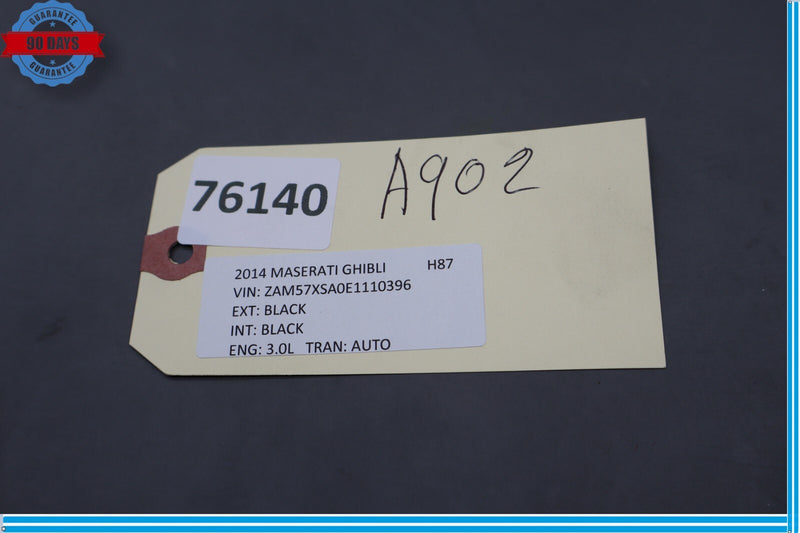 GUARANTEE
90 DAYS
GUARANTEE
76140
A902
2014 MASERATI GHIBLI H87
VIN: ZAM57XSA0E1110396
EXT: BLACK
INT: BLACK
ENG: 3.0L TRAN: AUTO